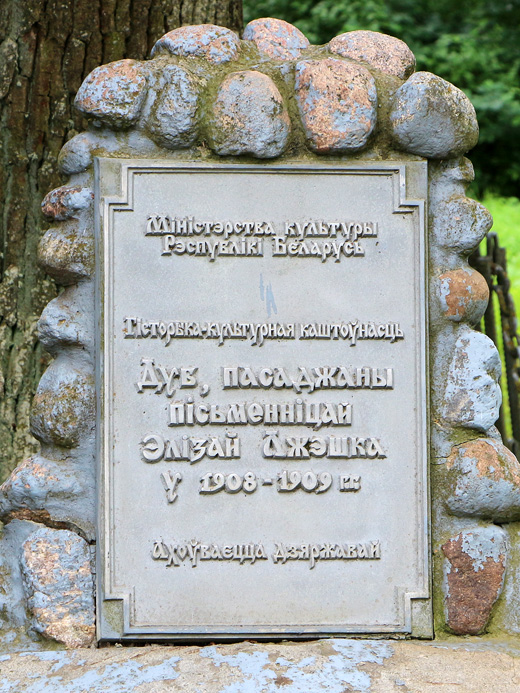 Міністэрства культуры
Рэспублікі Беларусь
Гісторыка-культурная каштоўнасць
Дуб, пасаджаны
пісьменніцай
Элізай Ажэшка
у 1908-1909 гг.
Ахоўваецца дзяржавай